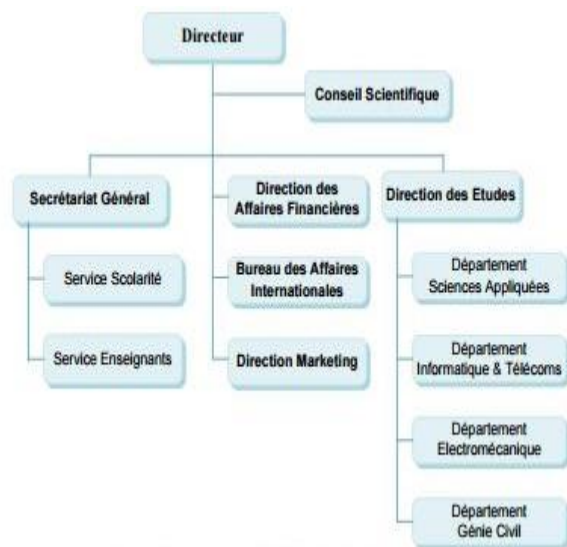 Directeur
Conseil Scientifique
Secrétariat Général
Direction des
Affaires Financières
Direction des Etudes
Service Scolarité
Bureau des Affaires
Internationales
Département
Sciences Appliquées
Service Enseignants
Direction Marketing
Département
Informatique & Télécoms
Département
Electromécanique
Département
Génie Civil